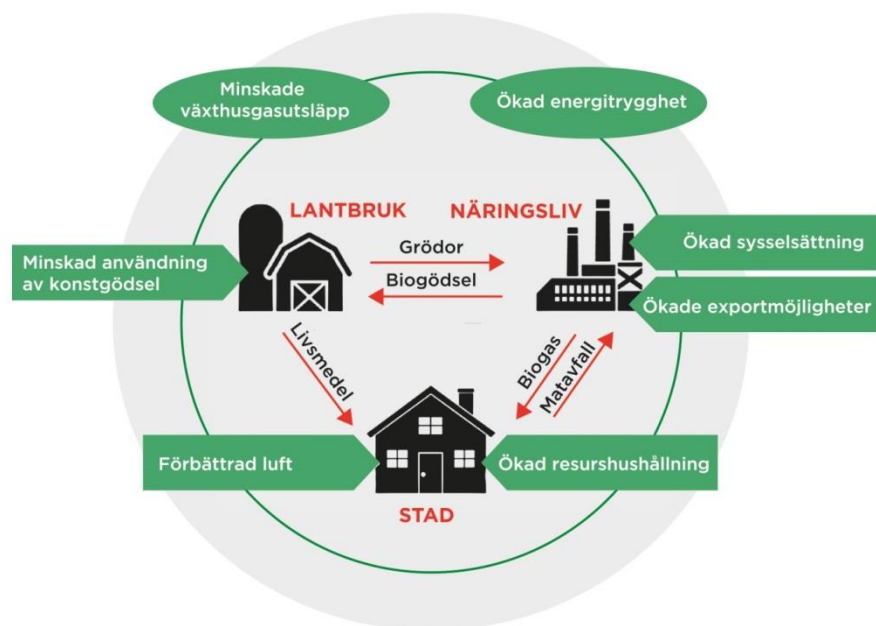 Minskade
växthusgasutsläpp
Ökad energitrygghet
LANTBRUK
NÄRINGSLIV
Grödor
Biogödsel
Ökad sysselsättning
Minskad användning
av konstgödsel
Ökade exportmöjligheter
Livsmedel
Biogas
Matavfall
Förbättrad luft
Ökad resurshushållning
STAD